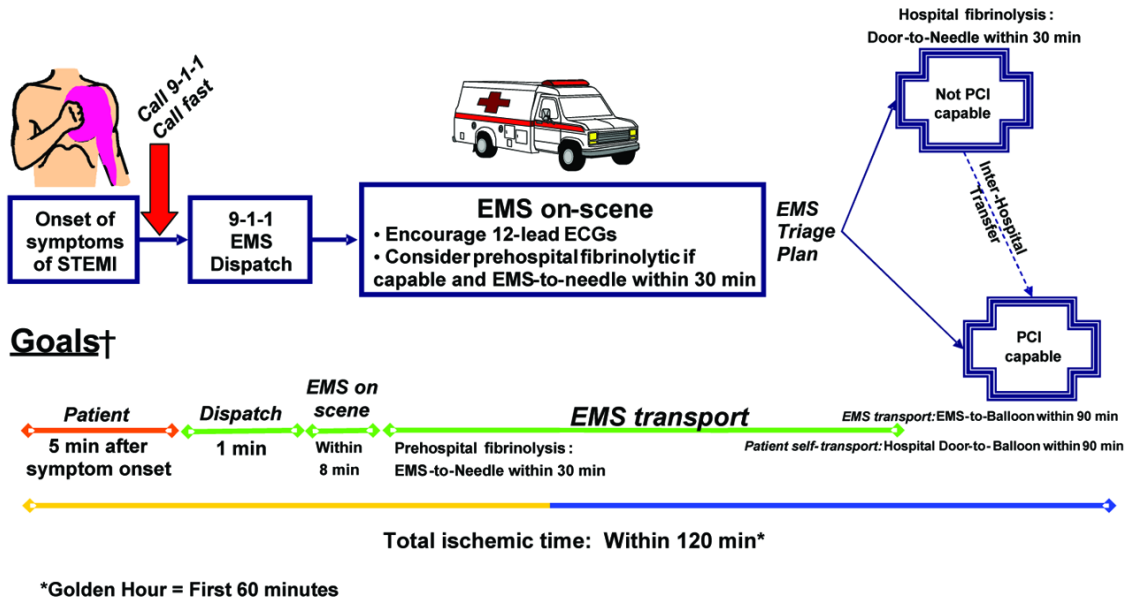 Hospital fibrinolysis :
Door-to-Needle within 30 min
Call 9-1-1
Call fast
Not PCI
capable
Onset of
symptoms
of STEMI
9-1-1
EMS
Dispatch
EMS on-scene
• Encourage 12-lead ECGs
• Consider prehospital fibrinolytic if
capable and EMS-to-needle within 30 min
EMS
Triage
Plan
Inter-Hospital
Transfer
PCI
capable
Goals†
Patient
5 min after
symptom onset
Dispatch
1 min
EMS on
scene
Within
8 min
EMS transport
Prehospital fibrinolysis :
EMS-to-Needle within 30 min
EMS transport: EMS-to-Balloon within 90 min
Patient self-transport: Hospital Door-to-Balloon within 90 min
Total ischemic time: Within 120 min*
*Golden Hour = First 60 minutes